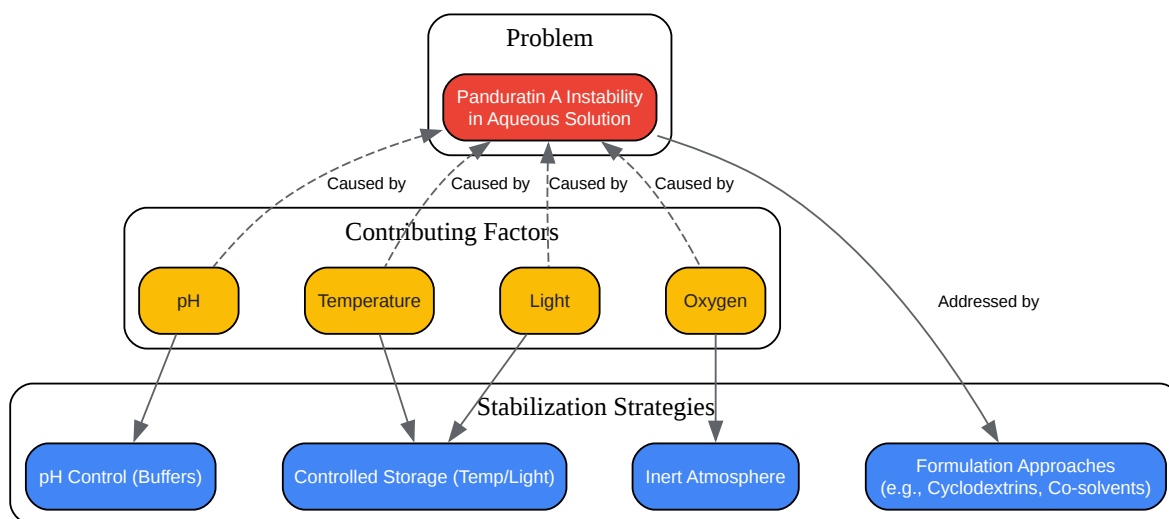 Problem
Panduratin A Instability
in Aqueous Solution
Caused by
Caused by
Caused by
Caused by
Contributing Factors
pH
Temperature
Light
Oxygen
Addressed by
Stabilization Strategies
pH Control (Buffers)
Controlled Storage (Temp/Light)
Inert Atmosphere
Formulation Approaches
(e.g., Cyclodextrins, Co-solvents)